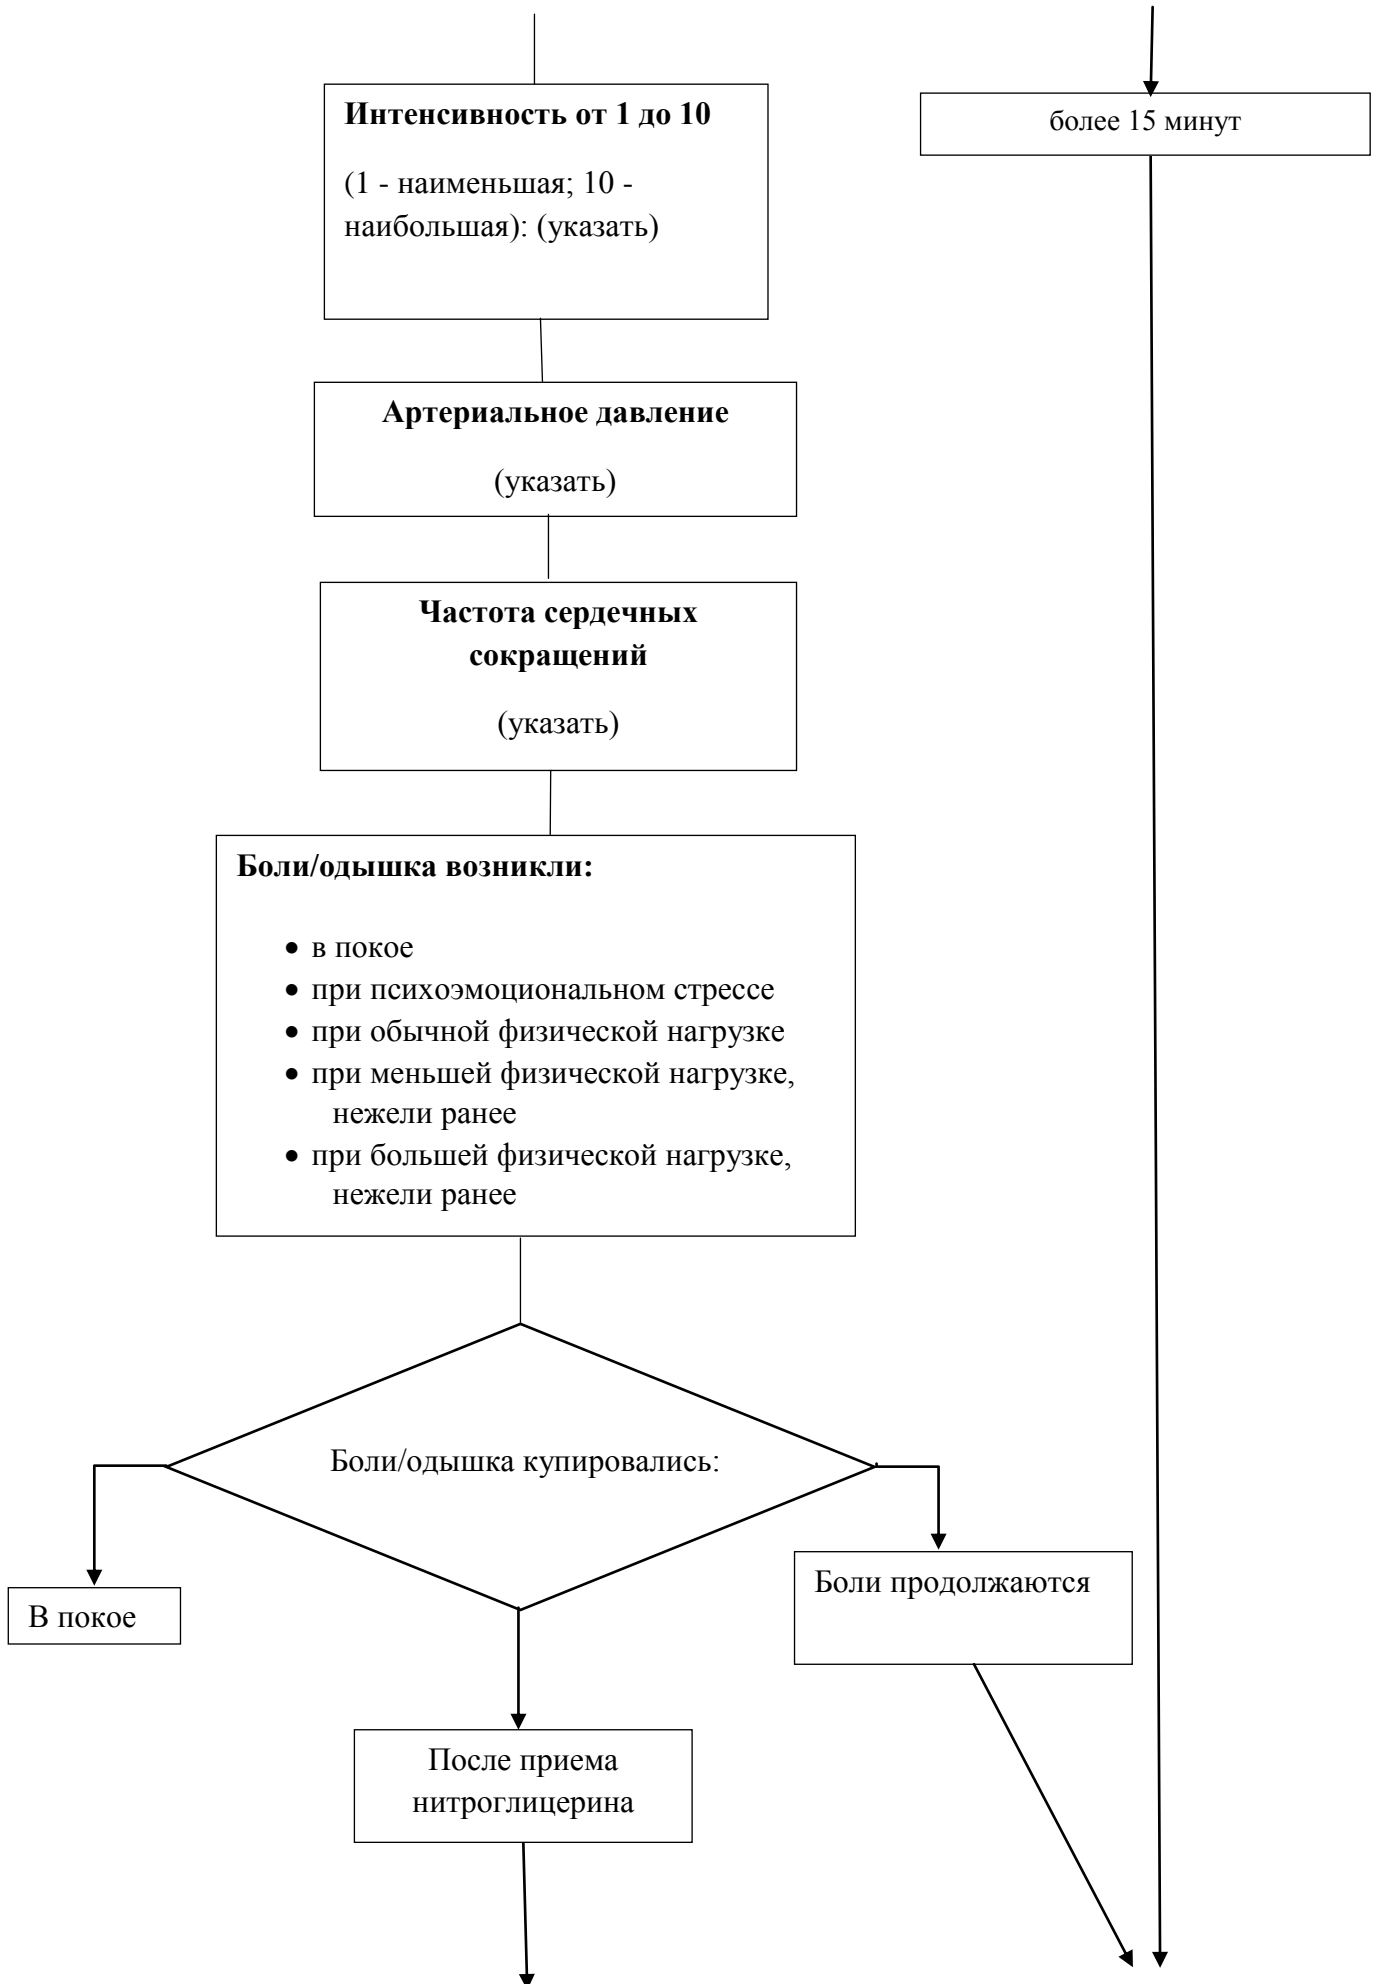 Интенсивность от 1 до 10
(1 - наименьшая; 10 -
наибольшая): (указать)
более 15 минут
Артериальное давление
(указать)
Частота сердечных
сокращений
(указать)
Боли/одышка возникли:
• в покое
• при психоэмоциональном стрессе
• при обычной физической нагрузке
• при меньшей физической нагрузке,
нежели ранее
• при большей физической нагрузке,
нежели ранее
Боли/одышка купировались:
В покое
Боли продолжаются
После приема
нитроглицерина